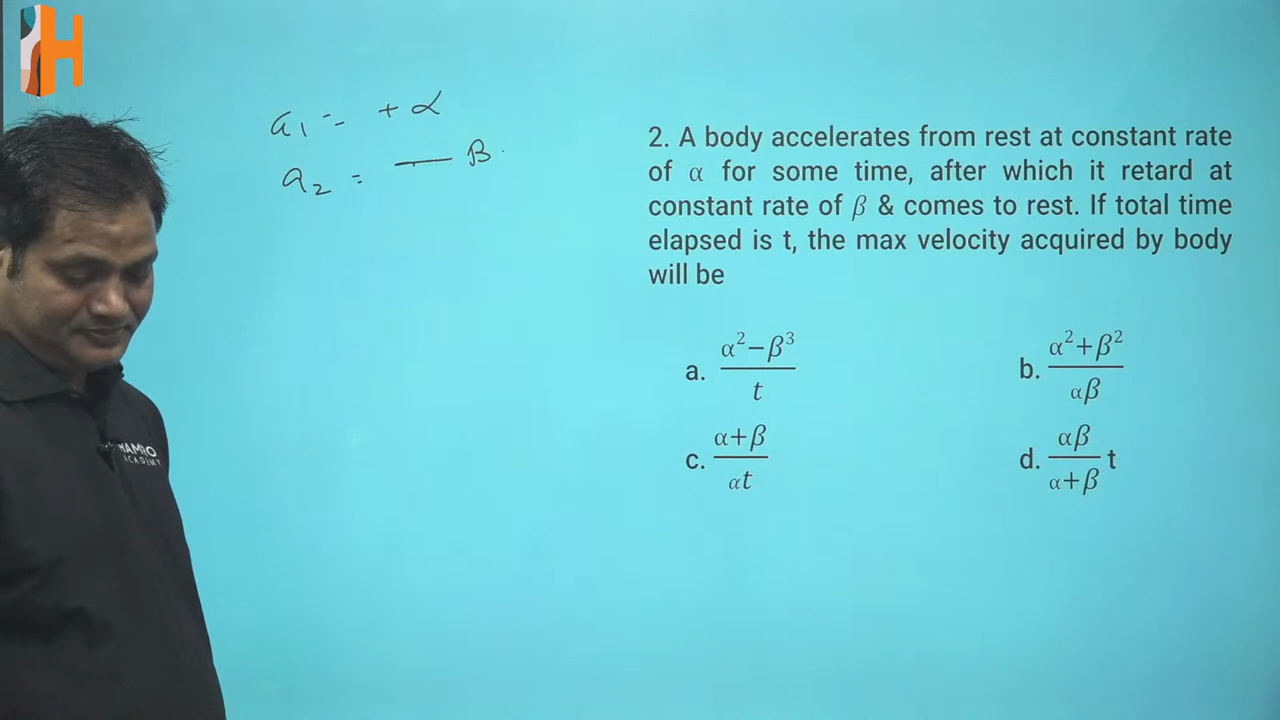 H
a₁ = + α
a₂ = — β
2. A body accelerates from rest at constant rate
of α for some time, after which it retard at
constant rate of β & comes to rest. If total time
elapsed is t, the max velocity acquired by body
will be
a. (α² − β³)/t
b. (α² + β²)/(αβ)
c. (α + β)/(αt)
d. (αβ)/(α + β) t
HAMRO
ACADEMY